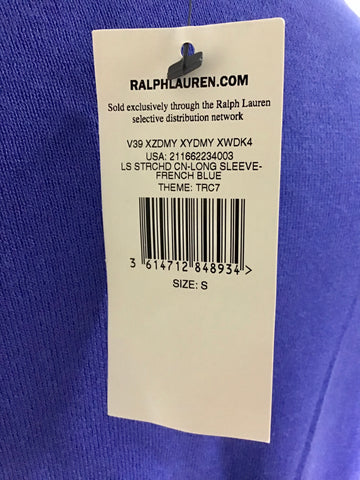 RALPHLAUREN.COM
Sold exclusively through the Ralph Lauren
selective distribution network
V39 XZDMY XYDMY XWDK4
USA: 211662234003
LS STRCHD CN-LONG SLEEVE-
FRENCH BLUE
THEME: TRC7
3 614712 848934 >
SIZE: S